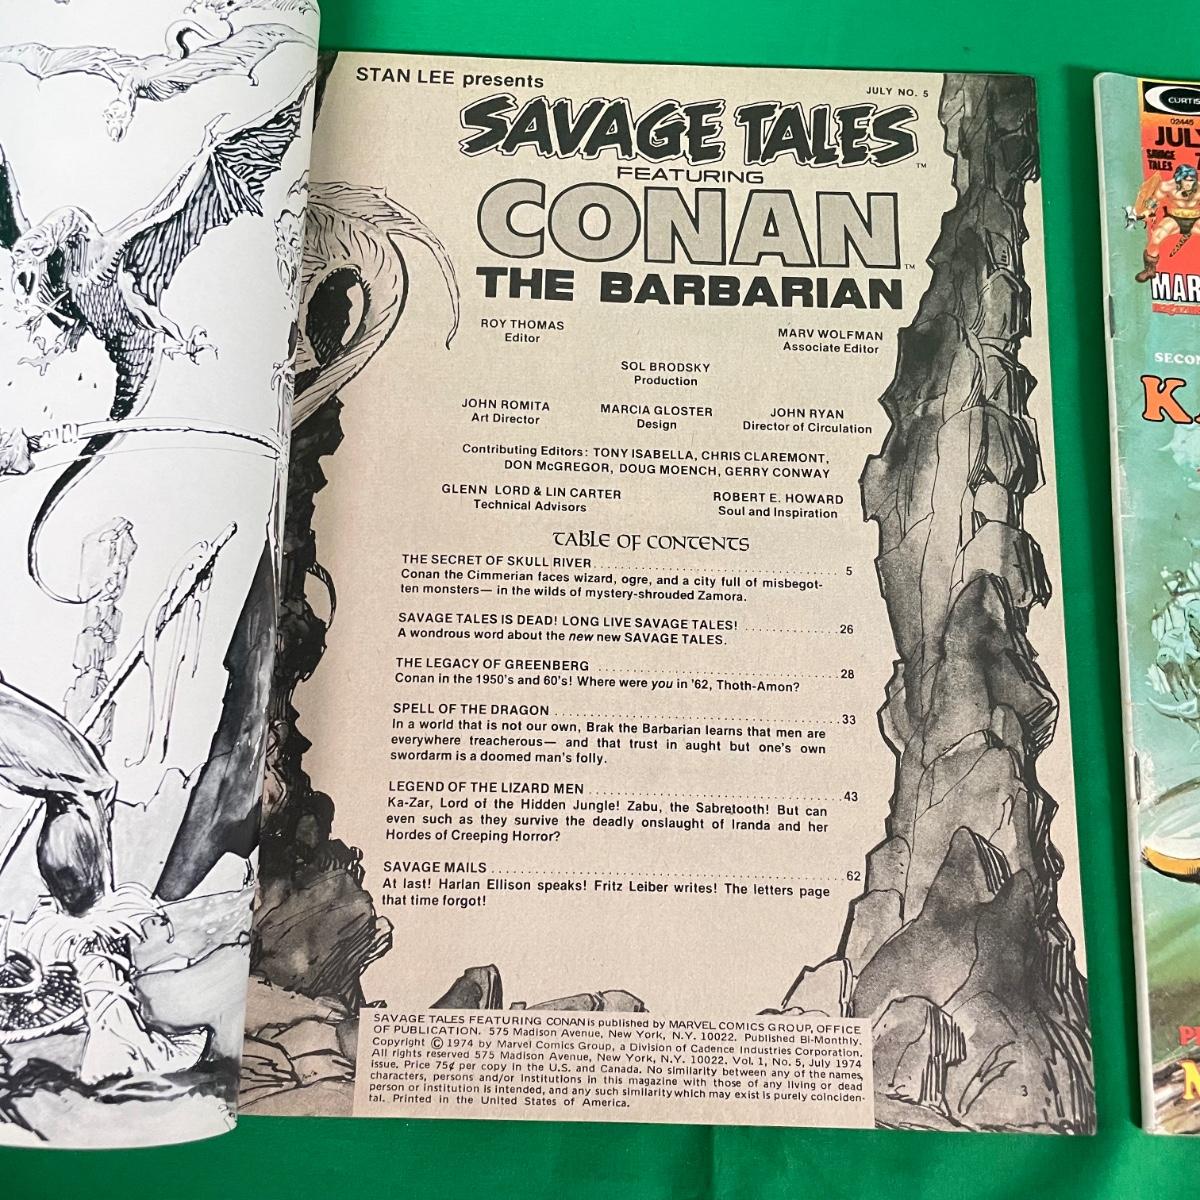 STAN LEE presents
JULY NO. 5
SAVAGE TALES™
FEATURING
CONAN™
THE BARBARIAN
ROY THOMAS
Editor
MARV WOLFMAN
Associate Editor
SOL BRODSKY
Production
JOHN ROMITA
Art Director
MARCIA GLOSTER
Design
JOHN RYAN
Director of Circulation
Contributing Editors: TONY ISABELLA, CHRIS CLAREMONT,
DON McGREGOR, DOUG MOENCH, GERRY CONWAY
GLENN LORD & LIN CARTER
Technical Advisors
ROBERT E. HOWARD
Soul and Inspiration
TABLE OF CONTENTS
THE SECRET OF SKULL RIVER . . . . . . . . . . . . . . . . . . . . . . . . . . . . . . . . 5
Conan the Cimmerian faces wizard, ogre, and a city full of misbegot-
ten monsters— in the wilds of mystery-shrouded Zamora.
SAVAGE TALES IS DEAD! LONG LIVE SAVAGE TALES! . . . . . . . . . . . . . 26
A wondrous word about the new new SAVAGE TALES.
THE LEGACY OF GREENBERG . . . . . . . . . . . . . . . . . . . . . . . . . . . . . . . . 28
Conan in the 1950's and 60's! Where were you in '62, Thoth-Amon?
SPELL OF THE DRAGON . . . . . . . . . . . . . . . . . . . . . . . . . . . . . . . . . . . . . 33
In a world that is not our own, Brak the Barbarian learns that men are
everywhere treacherous— and that trust in aught but one's own
swordarm is a doomed man's folly.
LEGEND OF THE LIZARD MEN . . . . . . . . . . . . . . . . . . . . . . . . . . . . . . . 43
Ka-Zar, Lord of the Hidden Jungle! Zabu, the Sabretooth! But can
even such as they survive the deadly onslaught of Iranda and her
Hordes of Creeping Horror?
SAVAGE MAILS . . . . . . . . . . . . . . . . . . . . . . . . . . . . . . . . . . . . . . . . . . . . . 62
At last! Harlan Ellison speaks! Fritz Leiber writes! The letters page
that time forgot!
SAVAGE TALES FEATURING CONAN is published by MARVEL COMICS GROUP, OFFICE
OF PUBLICATION. 575 Madison Avenue, New York, N.Y. 10022. Published Bi-Monthly.
Copyright © 1974 by Marvel Comics Group, a Division of Cadence Industries Corporation.
All rights reserved 575 Madison Avenue, New York, N.Y. 10022. Vol. 1, No. 5, July 1974
issue. Price 75¢ per copy in the U.S. and Canada. No similarity between any of the names,
characters, persons and/or institutions in this magazine with those of any living or dead
person or institution is intended, and any such similarity which may exist is purely coinciden-
tal. Printed in the United States of America.
3
CURTIS
02445
JULY
SAVAGE
TALES
MAR
SECON
KA
P